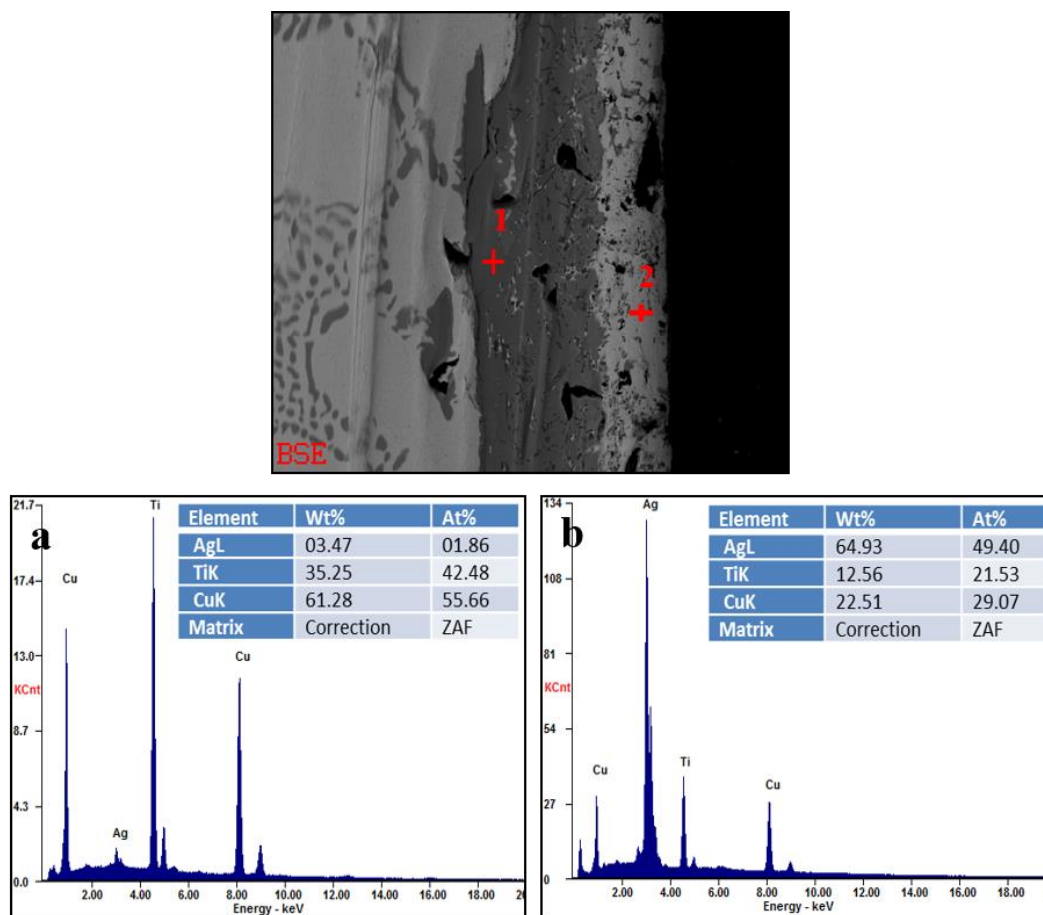 1
2
BSE
a
21.7
17.4
13.0
8.7
4.3
0.0
KCnt
Cu
Ag
Ti
Cu
Element Wt% At%
AgL 03.47 01.86
TiK 35.25 42.48
CuK 61.28 55.66
Matrix Correction ZAF
2.00 4.00 6.00 8.00 10.00 12.00 14.00 16.00 18.00 20
Energy - keV
b
134
108
81
54
27
0
KCnt
Cu
Ag
Ti
Cu
Element Wt% At%
AgL 64.93 49.40
TiK 12.56 21.53
CuK 22.51 29.07
Matrix Correction ZAF
2.00 4.00 6.00 8.00 10.00 12.00 14.00 16.00 18.00
Energy - keV